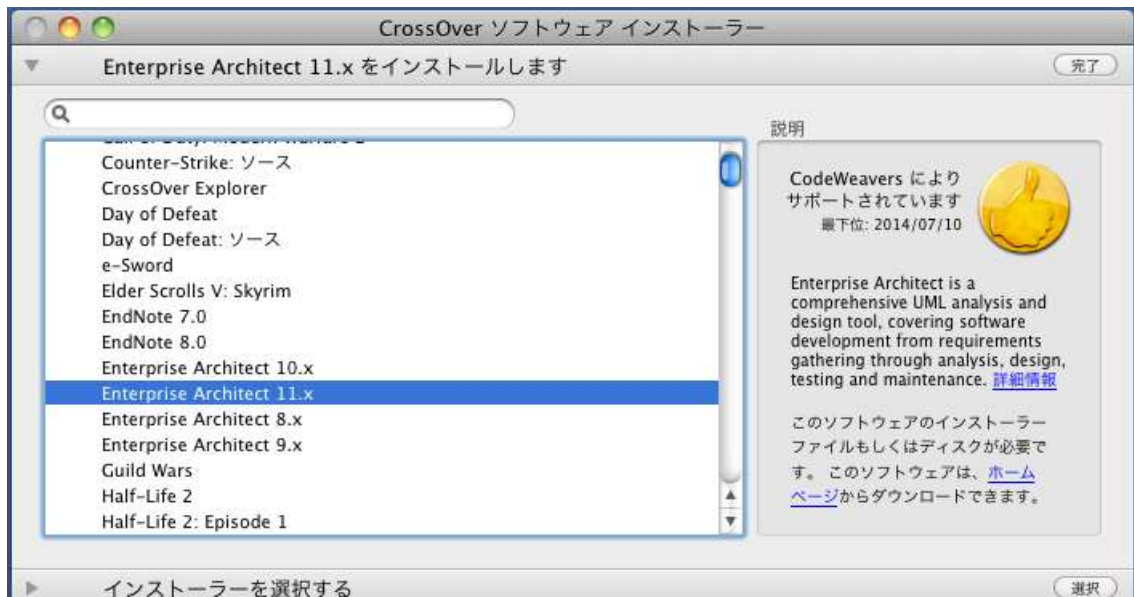 CrossOver ソフトウェア インストーラー
Enterprise Architect 11.x をインストールします
完了
Counter-Strike: ソース
CrossOver Explorer
Day of Defeat
Day of Defeat: ソース
e-Sword
Elder Scrolls V: Skyrim
EndNote 7.0
EndNote 8.0
Enterprise Architect 10.x
Enterprise Architect 11.x
Enterprise Architect 8.x
Enterprise Architect 9.x
Guild Wars
Half-Life 2
Half-Life 2: Episode 1
説明
CodeWeavers により
サポートされています
最下位: 2014/07/10
Enterprise Architect is a
comprehensive UML analysis and
design tool, covering software
development from requirements
gathering through analysis, design,
testing and maintenance. 詳細情報
このソフトウェアのインストーラー
ファイルもしくはディスクが必要で
す。 このソフトウェアは、ホーム
ページからダウンロードできます。
インストーラーを選択する
選択